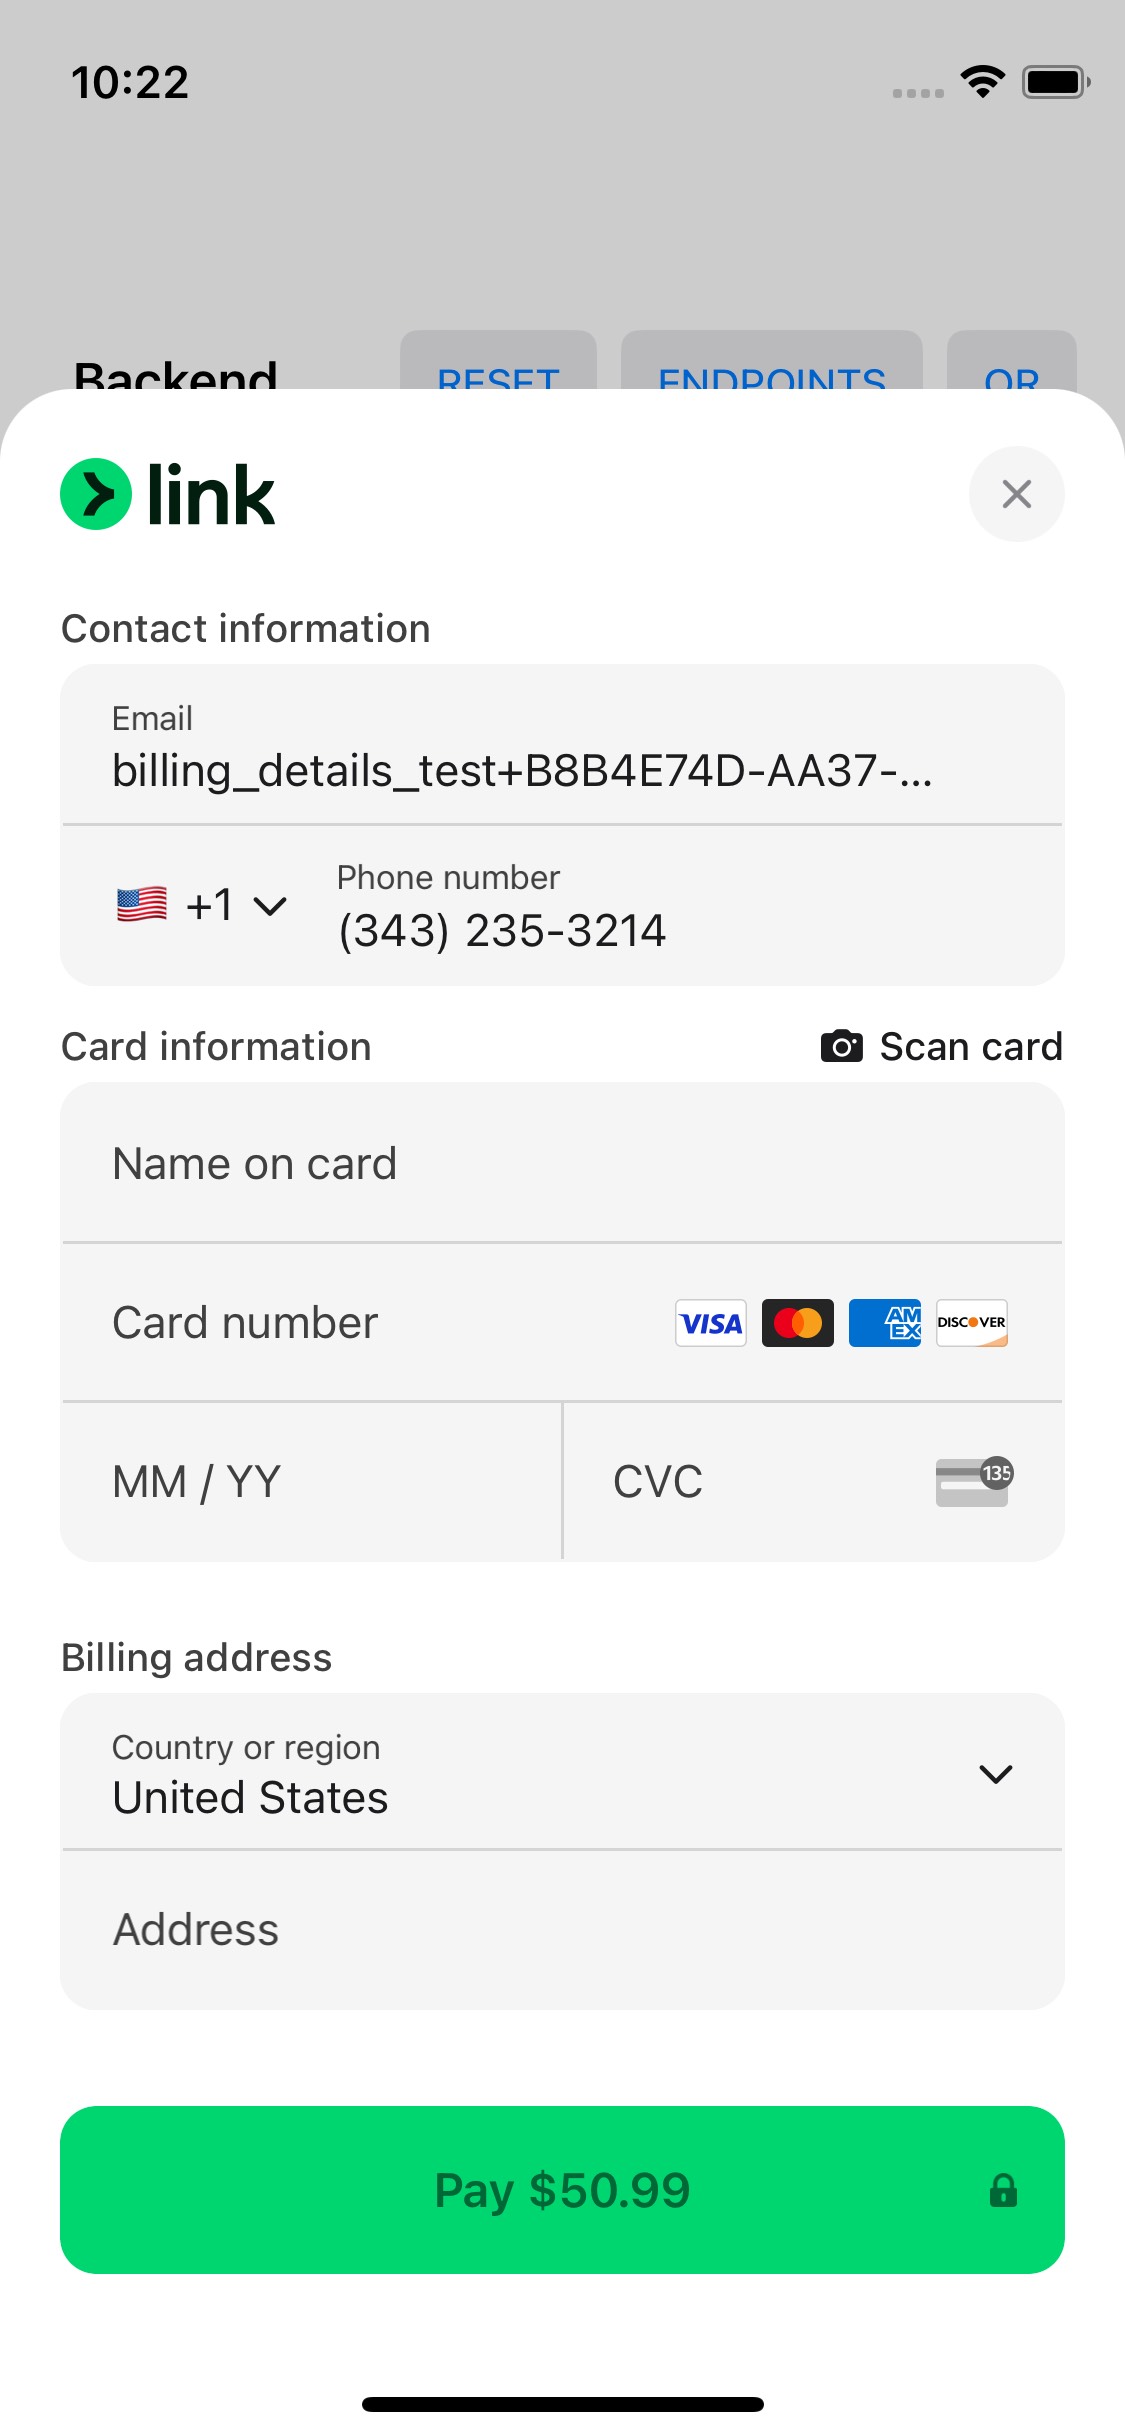 10:22
Backend RESET ENDPOINTS QR
link
Contact information
Email
billing_details_test+B8B4E74D-AA37-...
+1 Phone number
(343) 235-3214
Card information Scan card
Name on card
Card number VISA AM EX DISCOVER
MM / YY CVC 135
Billing address
Country or region
United States
Address
Pay $50.99